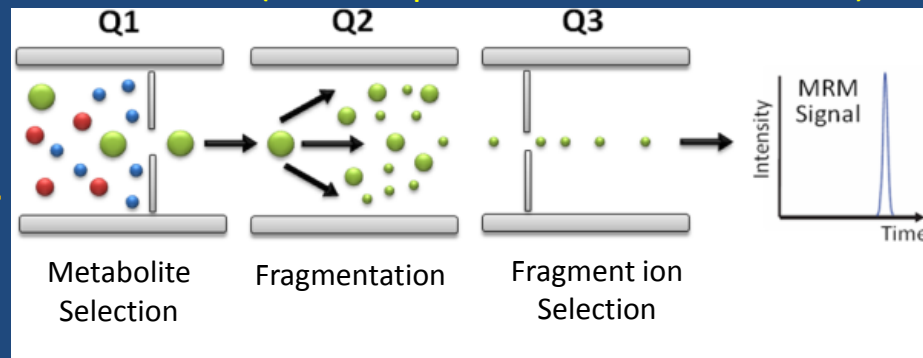 Q1
Q2
Q3
MRM
Signal
Intensity
Time
Metabolite
Selection
Fragmentation
Fragment ion
Selection